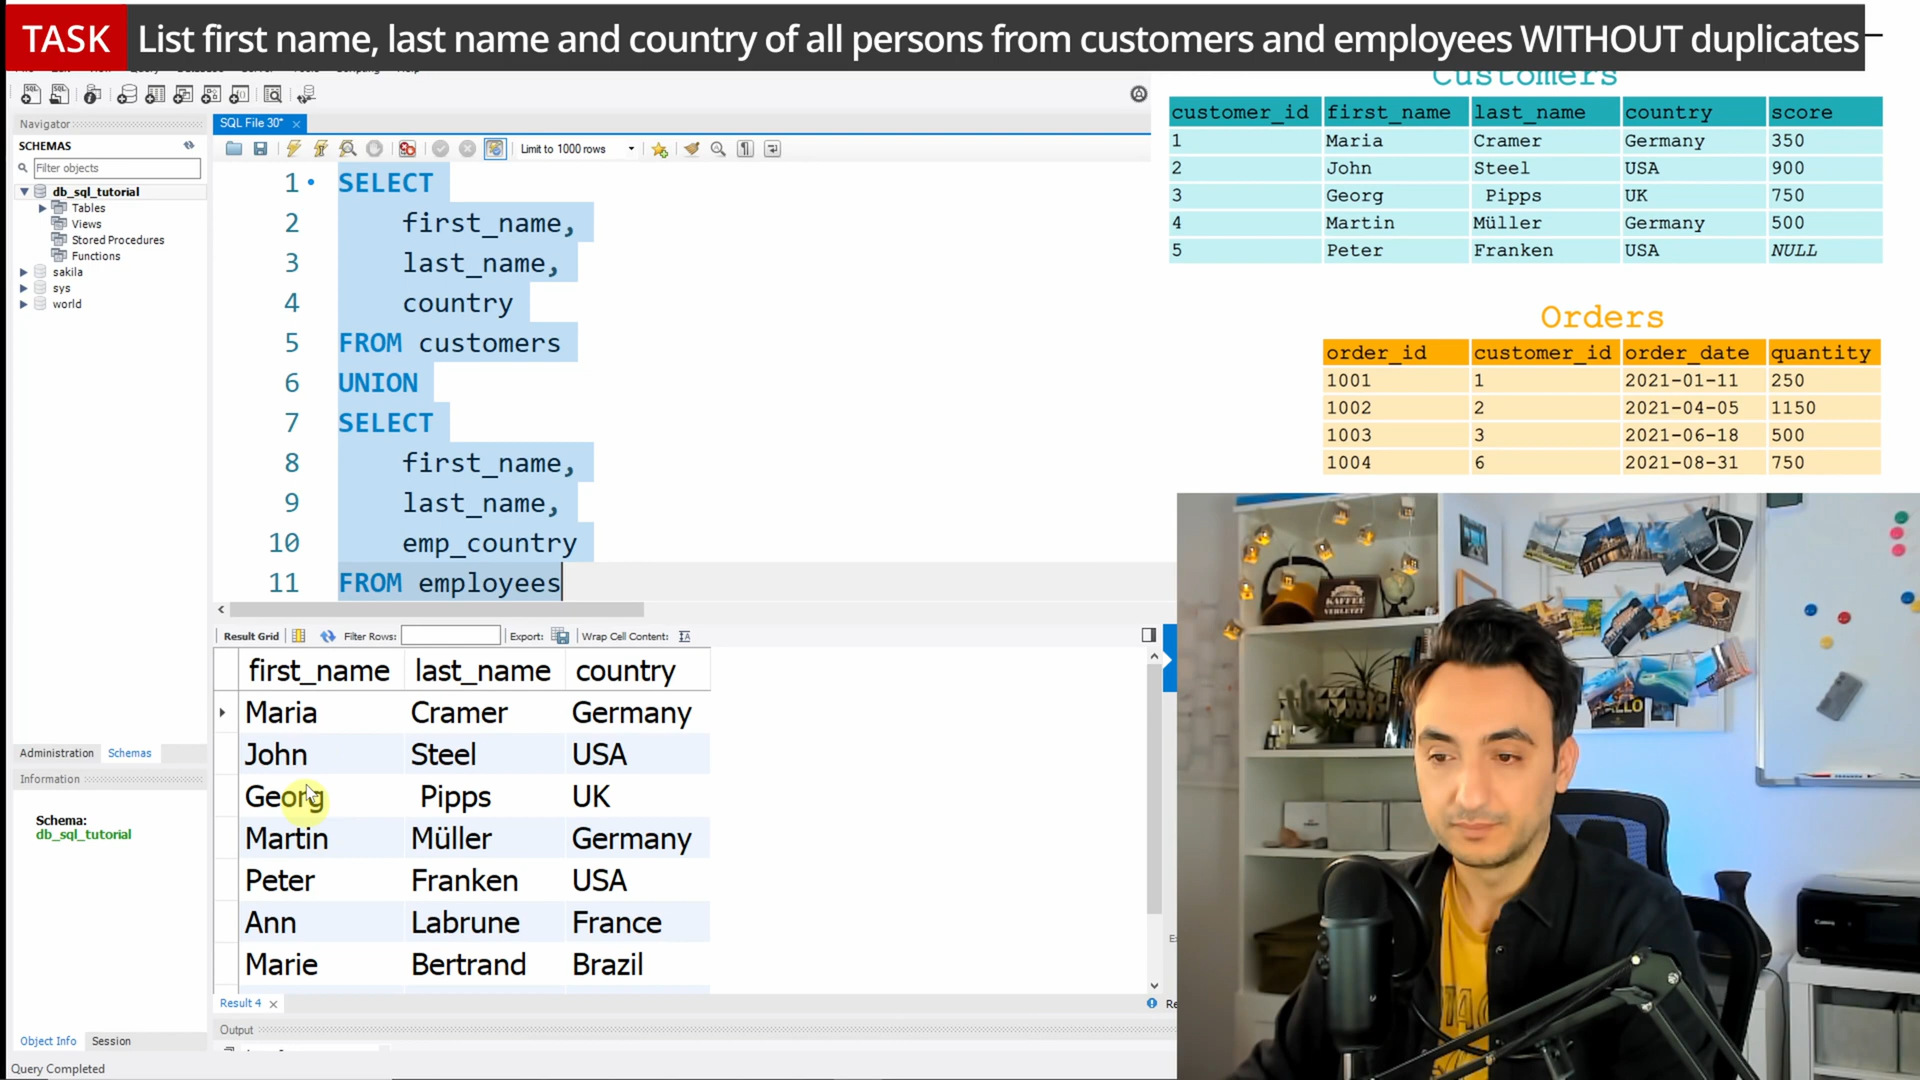 TASK List first name, last name and country of all persons from customers and employees WITHOUT duplicates
Navigator
SCHEMAS
Filter objects
db_sql_tutorial
Tables
Views
Stored Procedures
Functions
sakila
sys
world
Administration Schemas
Information
Schema:
db_sql_tutorial
Object Info Session
Query Completed
SQL File 30*
Limit to 1000 rows
1 SELECT
2 first_name,
3 last_name,
4 country
5 FROM customers
6 UNION
7 SELECT
8 first_name,
9 last_name,
10 emp_country
11 FROM employees
Result Grid Filter Rows: Export: Wrap Cell Content:
first_name last_name country
Maria Cramer Germany
John Steel USA
Georg Pipps UK
Martin Müller Germany
Peter Franken USA
Ann Labrune France
Marie Bertrand Brazil
Result 4
Output
Customers
customer_id first_name last_name country score
1 Maria Cramer Germany 350
2 John Steel USA 900
3 Georg Pipps UK 750
4 Martin Müller Germany 500
5 Peter Franken USA NULL
Orders
order_id customer_id order_date quantity
1001 1 2021-01-11 250
1002 2 2021-04-05 1150
1003 3 2021-06-18 500
1004 6 2021-08-31 750
KAFFEE
VERLETZT
Canon